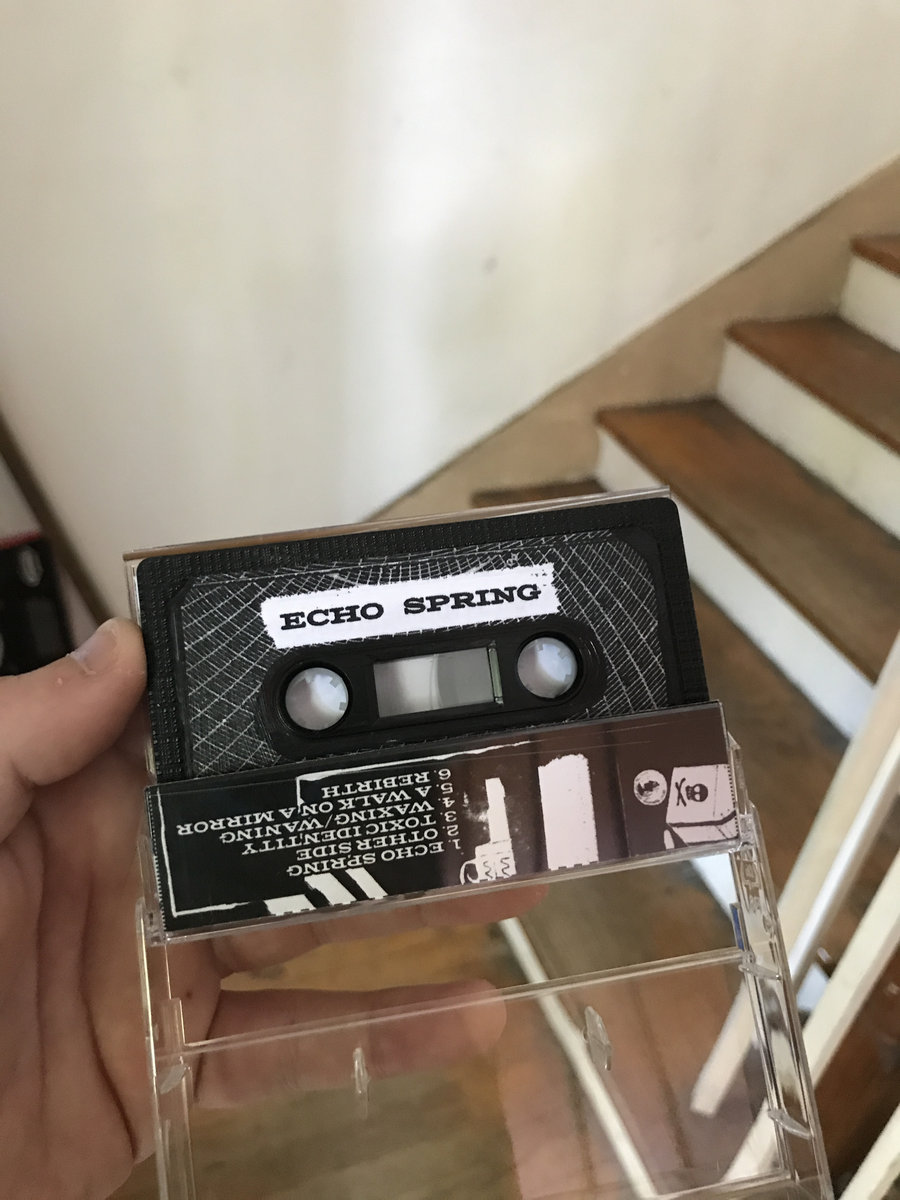 ECHO SPRING
1. ECHO SPRING
2. OTHER SIDE
3. TOXIC IDENTITY
4. WAXING/WANING
5. A WALK ON A MIRROR
6. REBIRTH